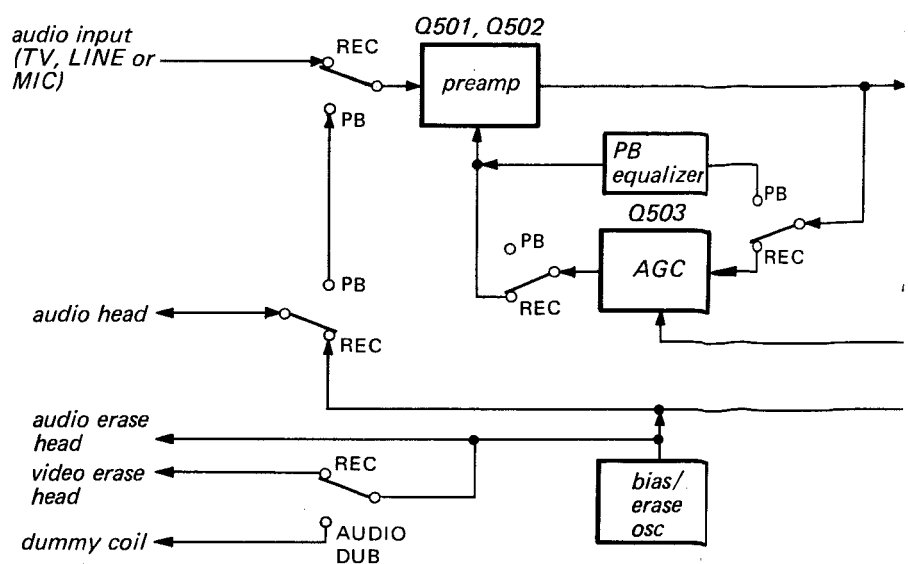 Q501, Q502
audio input
(TV, LINE or
MIC)
REC
preamp
PB
PB
equalizer
PB
Q503
PB
AGC
REC
REC
PB
audio head
REC
audio erase
head
REC
video erase
head
bias/
erase
osc
AUDIO
DUB
dummy coil